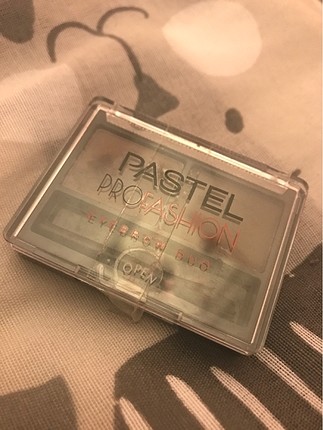 PASTEL
PROFASHION
EYEBROW DUO
OPEN